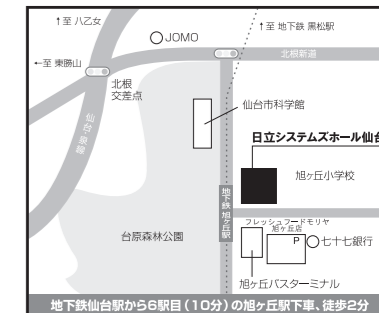 ↑至 八乙女
JOMO
↑至 地下鉄 黒松駅
←至 東勝山
北根新道
北根
交差点
仙台・泉線
仙台市科学館
日立システムズホール仙台
旭ヶ丘小学校
地下鉄 旭ヶ丘駅
台原森林公園
フレッシュフードモリヤ
旭ヶ丘店
P
七十七銀行
旭ヶ丘バスターミナル
地下鉄仙台駅から6駅目(10分)の旭ヶ丘駅下車、徒歩2分